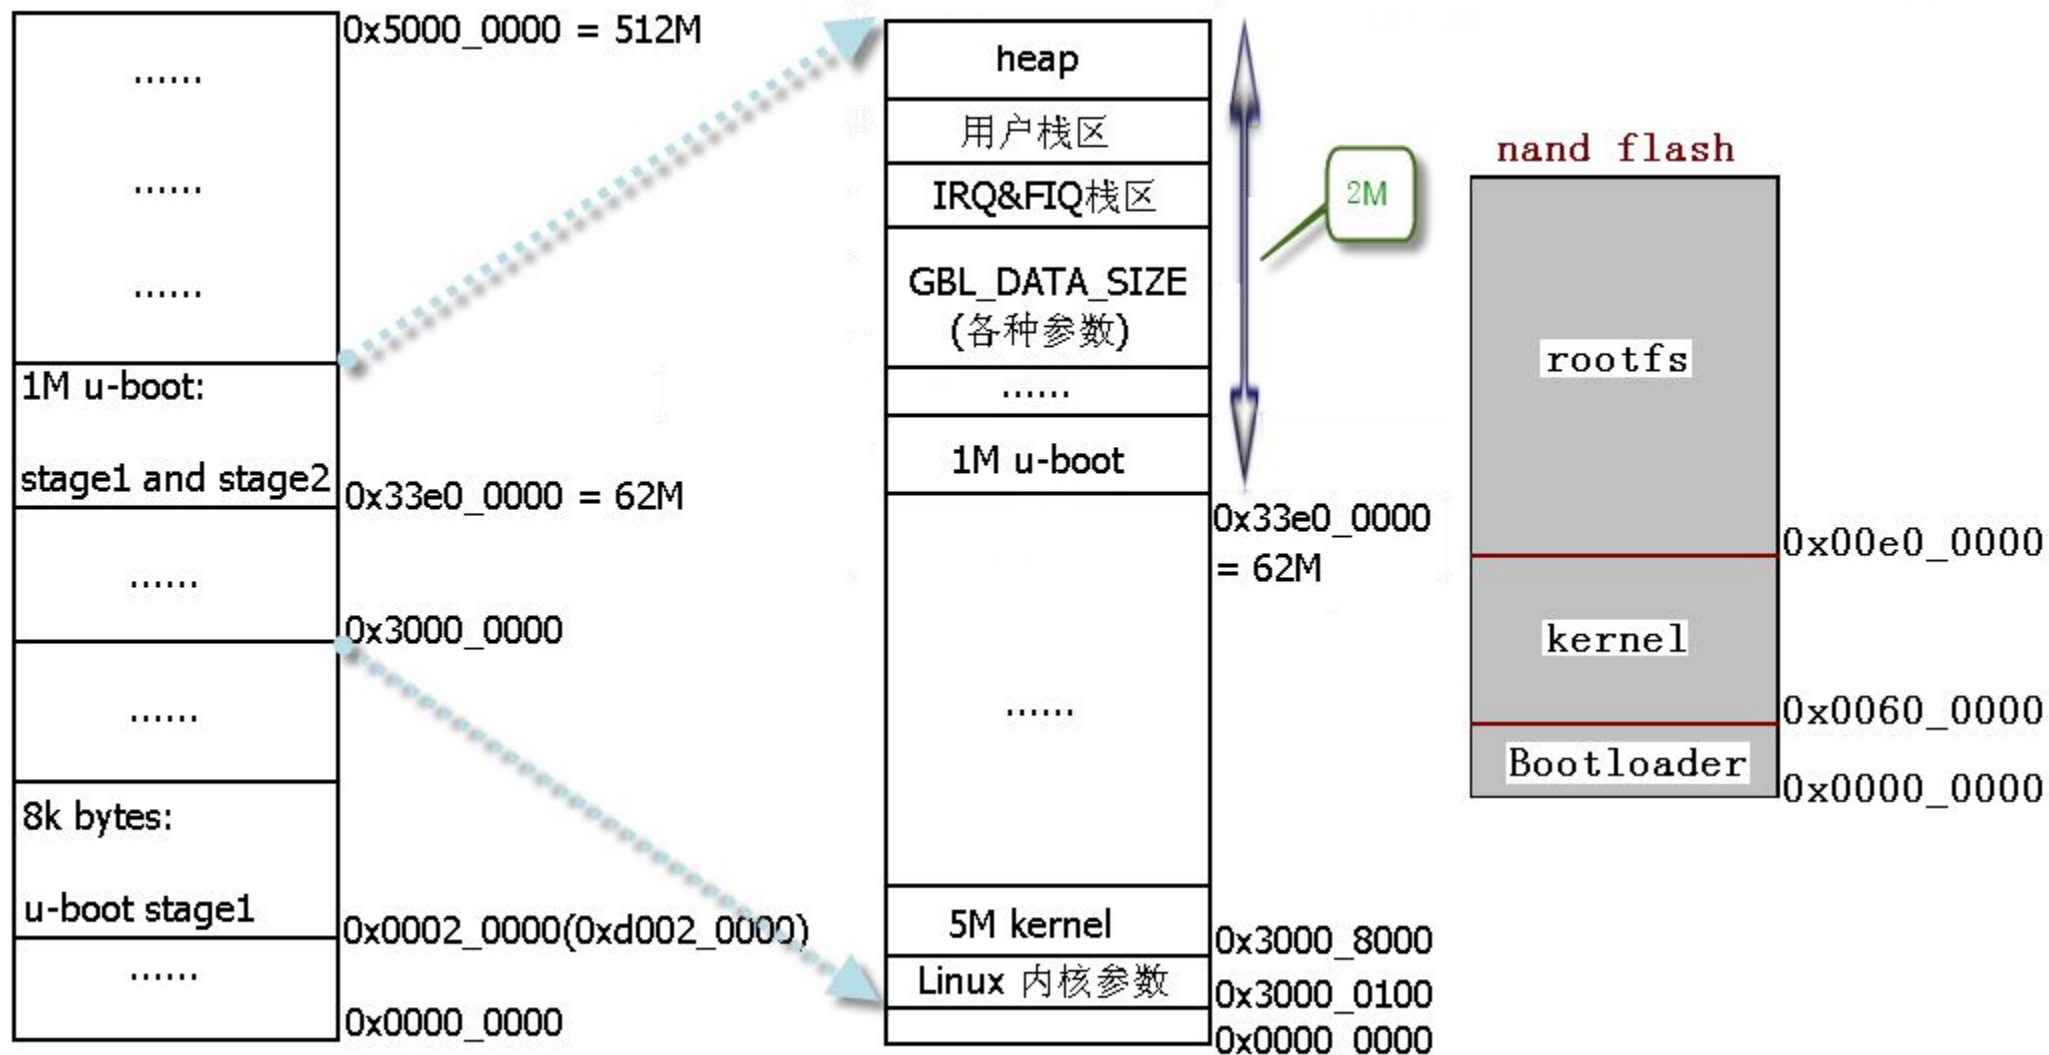 0x5000_0000 = 512M
......
......
......
1M u-boot:
stage1 and stage2
0x33e0_0000 = 62M
......
0x3000_0000
......
8k bytes:
u-boot stage1
0x0002_0000(0xd002_0000)
......
0x0000_0000
heap
用户栈区
IRQ&FIQ栈区
GBL_DATA_SIZE
(各种参数)
......
1M u-boot
2M
0x33e0_0000
= 62M
......
5M kernel
0x3000_8000
Linux 内核参数
0x3000_0100
0x0000_0000
nand flash
rootfs
0x00e0_0000
kernel
0x0060_0000
Bootloader
0x0000_0000